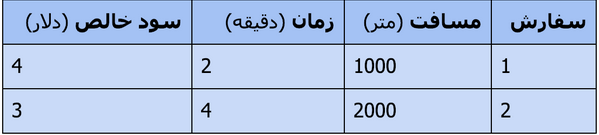 سفارش مسافت (متر) زمان (دقیقه) سود خالص (دلار)
1 1000 2 4
2 2000 4 3